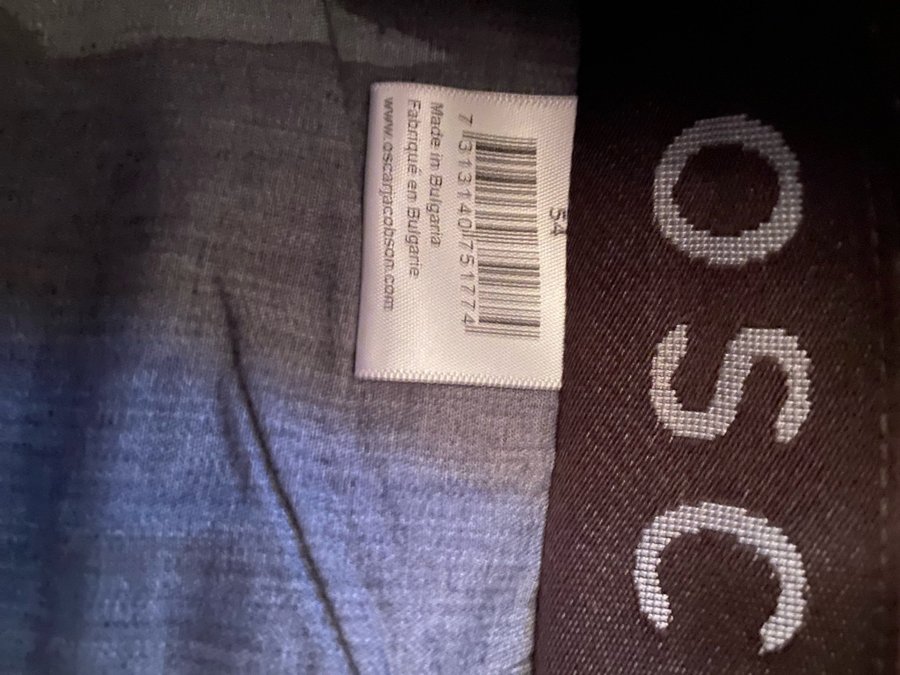 54
7 313140 751774
Made in Bulgaria
Fabriqué en Bulgarie
www.oscarjacobson.com
OSC